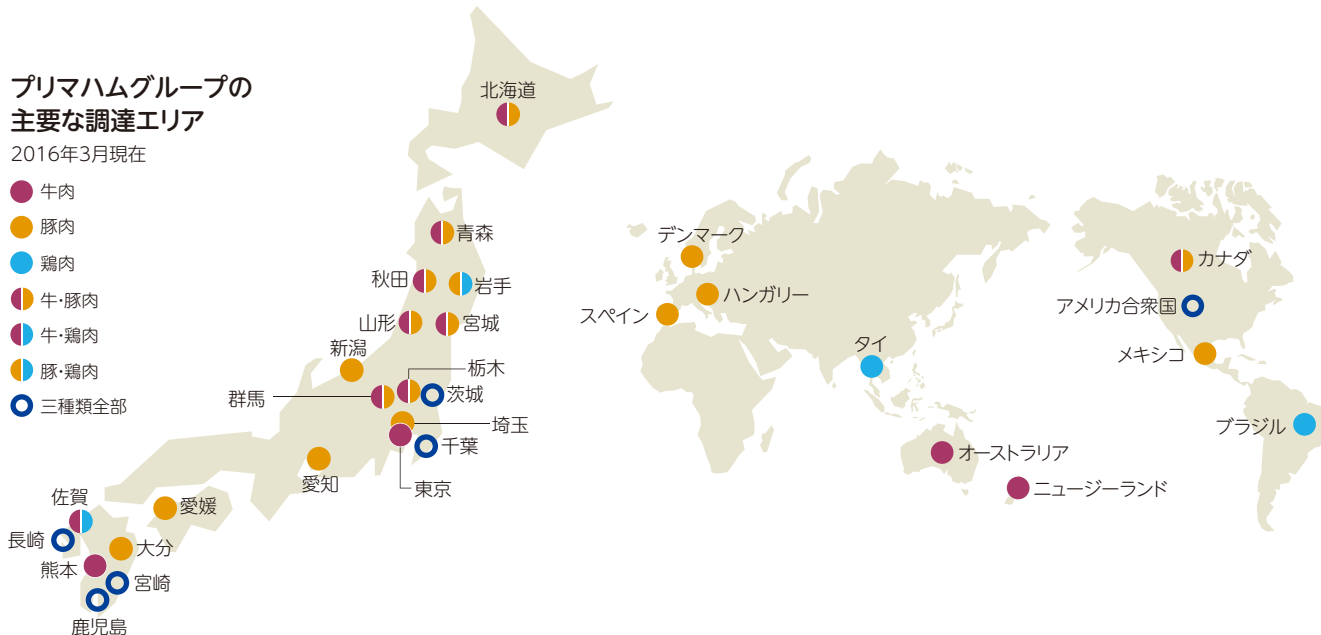 プリマハムグループの
主要な調達エリア
2016年3月現在
牛肉
豚肉
鶏肉
牛・豚肉
牛・鶏肉
豚・鶏肉
三種類全部
北海道
青森
秋田
岩手
山形
宮城
新潟
栃木
群馬
茨城
埼玉
千葉
愛知
東京
佐賀
愛媛
長崎
大分
熊本
宮崎
鹿児島
デンマーク
カナダ
ハンガリー
アメリカ合衆国
スペイン
タイ
メキシコ
ブラジル
オーストラリア
ニュージーランド